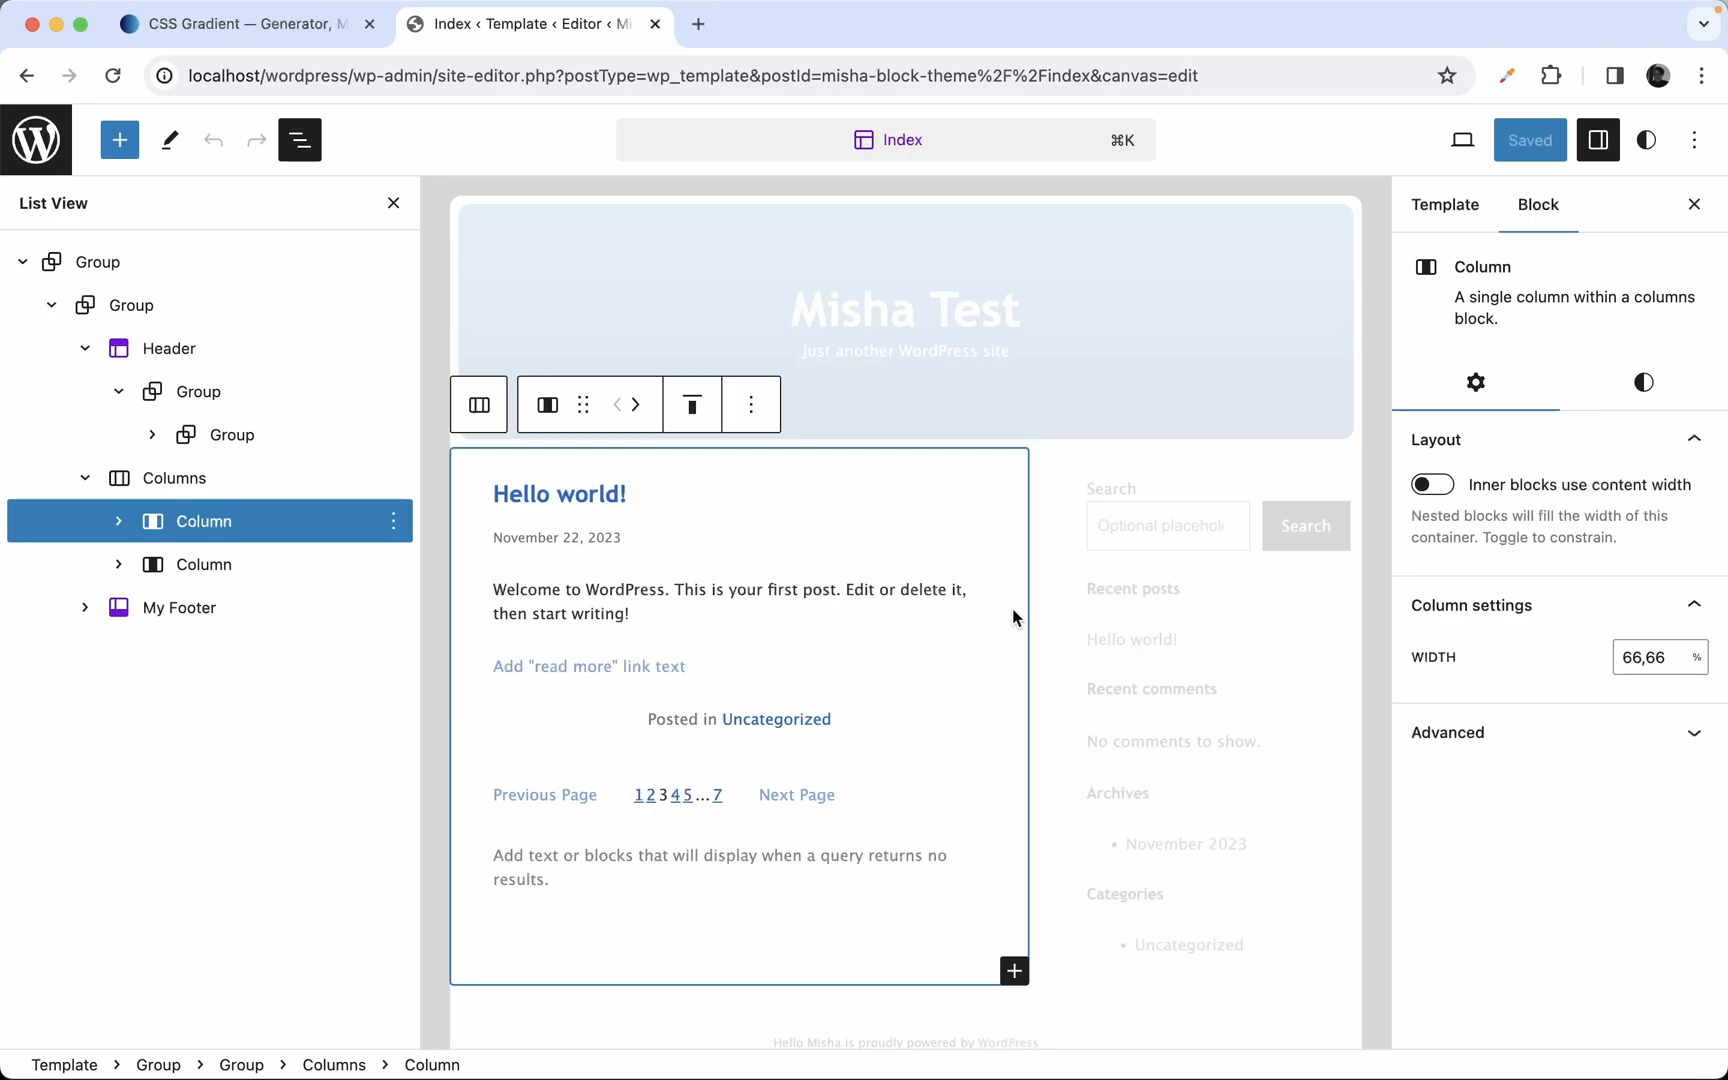 CSS Gradient — Generator, M
Index ‹ Template ‹ Editor ‹ Mi
localhost/wordpress/wp-admin/site-editor.php?postType=wp_template&postId=misha-block-theme%2F%2Findex&canvas=edit
Index
⌘K
Saved
List View
Group
Group
Header
Group
Group
Columns
Column
Column
My Footer
Misha Test
Just another WordPress site
Hello world!
November 22, 2023
Welcome to WordPress. This is your first post. Edit or delete it,
then start writing!
Add "read more" link text
Posted in Uncategorized
Previous Page 1 2 3 4 5 ... 7 Next Page
Add text or blocks that will display when a query returns no
results.
Search
Optional placehol
Search
Recent posts
Hello world!
Recent comments
No comments to show.
Archives
• November 2023
Categories
• Uncategorized
Hello Misha is proudly powered by WordPress
Template
Block
Column
A single column within a columns
block.
Layout
Inner blocks use content width
Nested blocks will fill the width of this
container. Toggle to constrain.
Column settings
WIDTH
66,66 %
Advanced
Template > Group > Group > Columns > Column